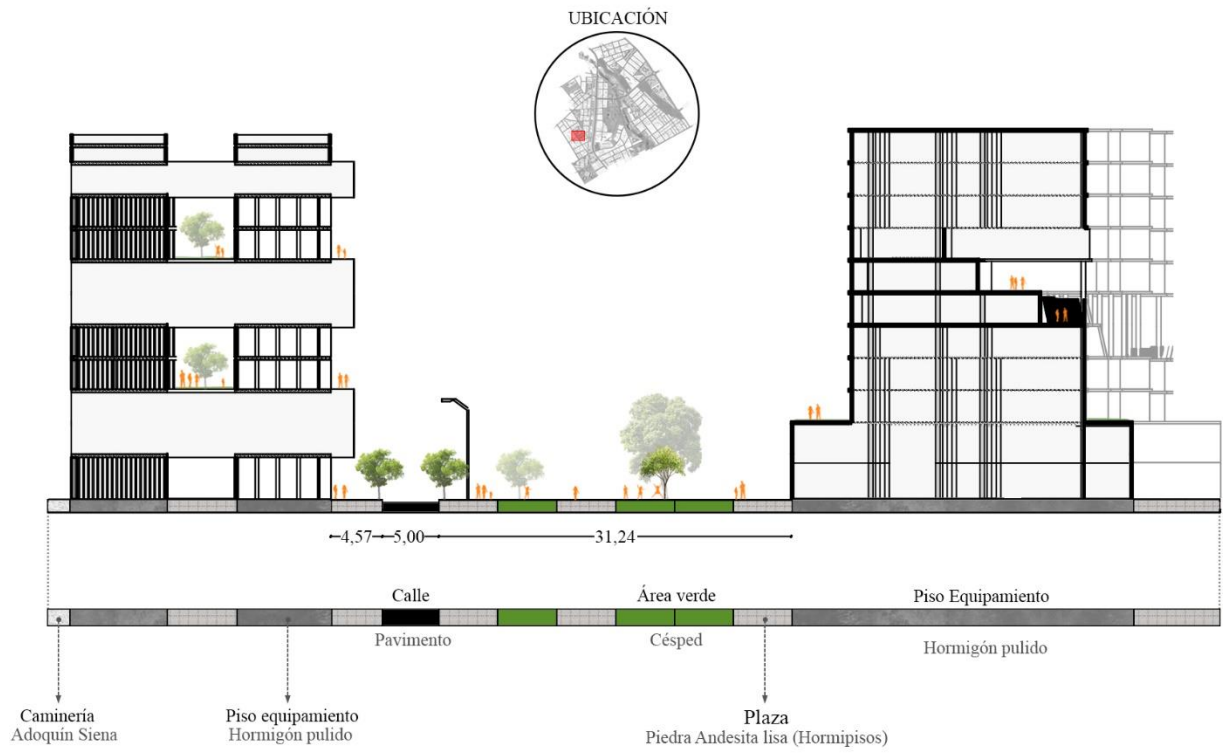 UBICACIÓN
4,57
5,00
31,24
Calle
Área verde
Piso Equipamiento
Pavimento
Césped
Hormigón pulido
Caminería
Adoquín Siena
Piso equipamiento
Hormigón pulido
Plaza
Piedra Andesita lisa (Hormipisos)